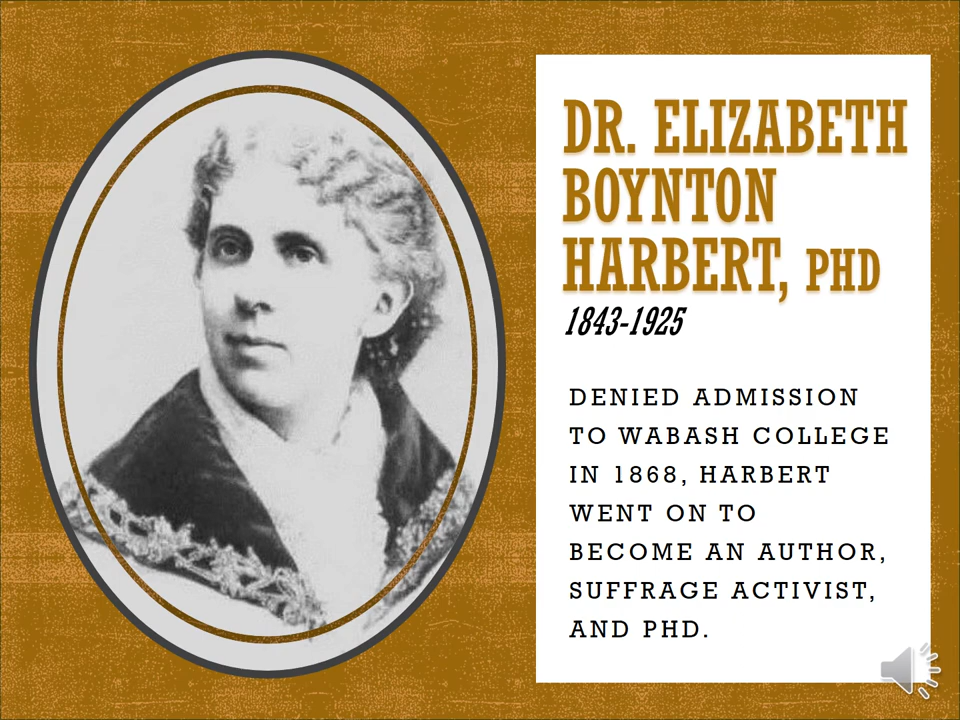 DR. ELIZABETH
BOYNTON
HARBERT, PHD
1843-1925
DENIED ADMISSION
TO WABASH COLLEGE
IN 1868, HARBERT
WENT ON TO
BECOME AN AUTHOR,
SUFFRAGE ACTIVIST,
AND PHD.